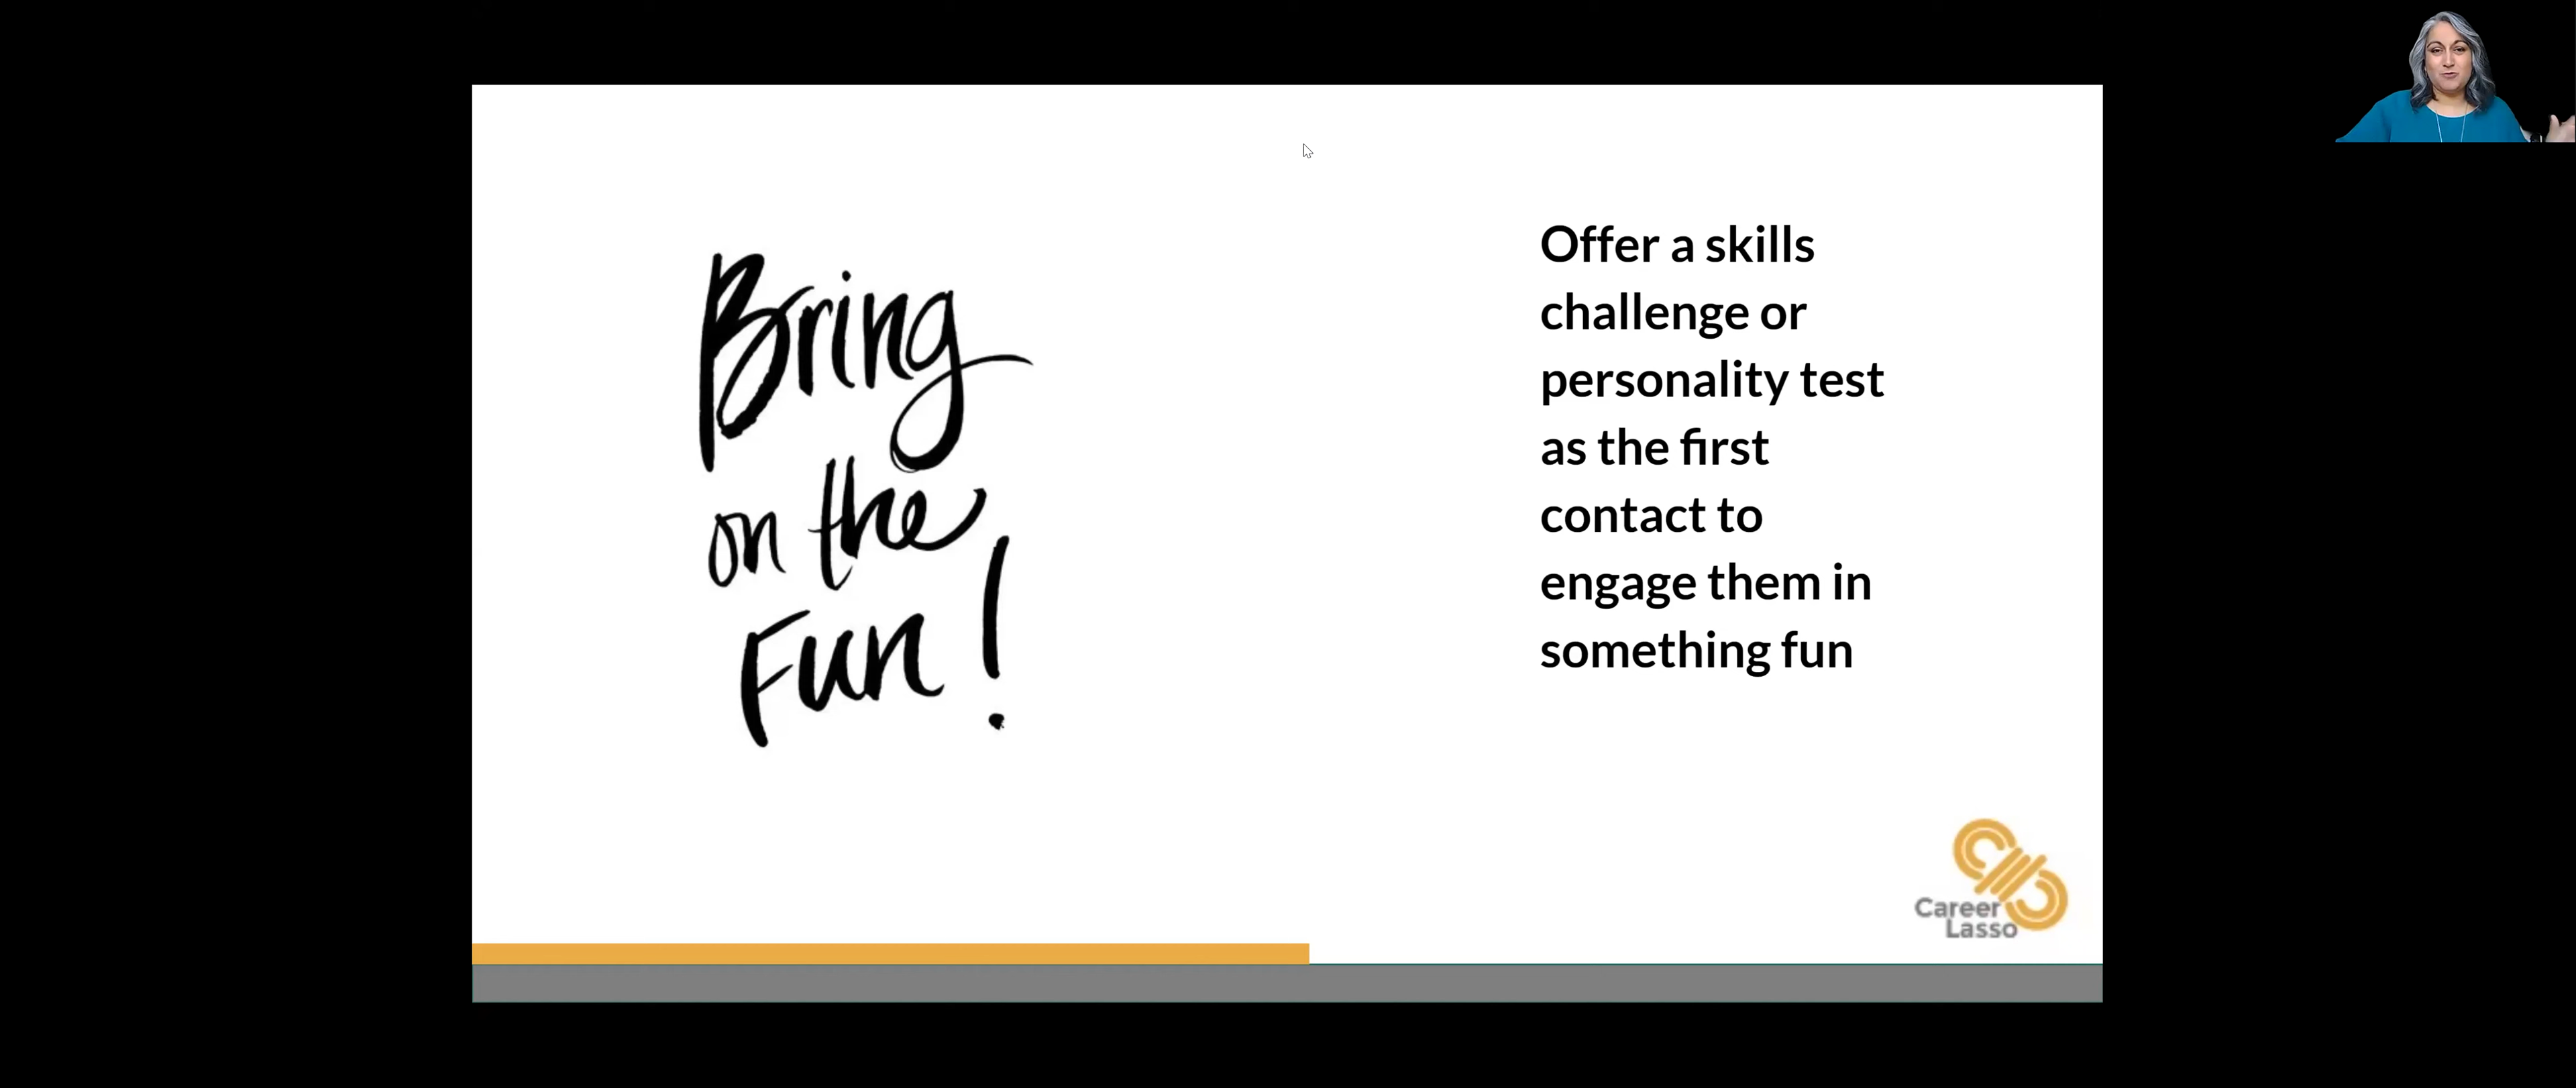 Bring
on the
Fun!
Offer a skills
challenge or
personality test
as the first
contact to
engage them in
something fun
Career
Lasso